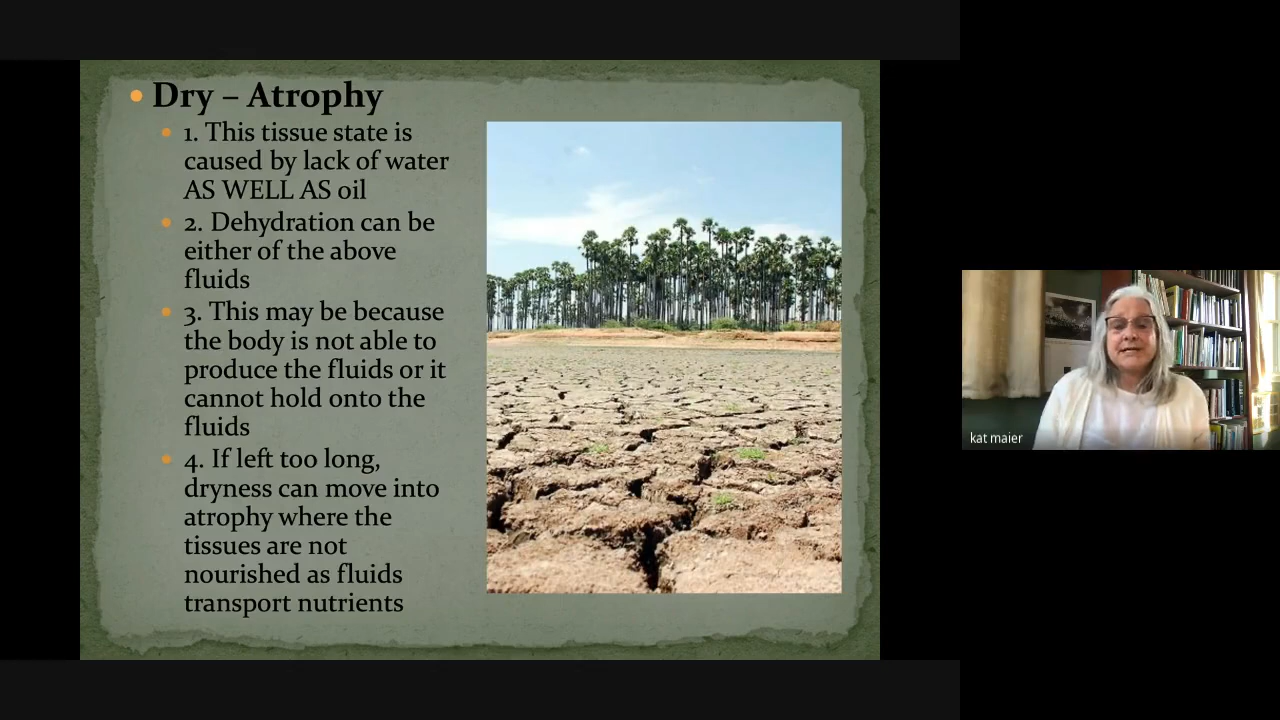 Dry – Atrophy
1. This tissue state is
caused by lack of water
AS WELL AS oil
2. Dehydration can be
either of the above
fluids
3. This may be because
the body is not able to
produce the fluids or it
cannot hold onto the
fluids
4. If left too long,
dryness can move into
atrophy where the
tissues are not
nourished as fluids
transport nutrients
kat maier